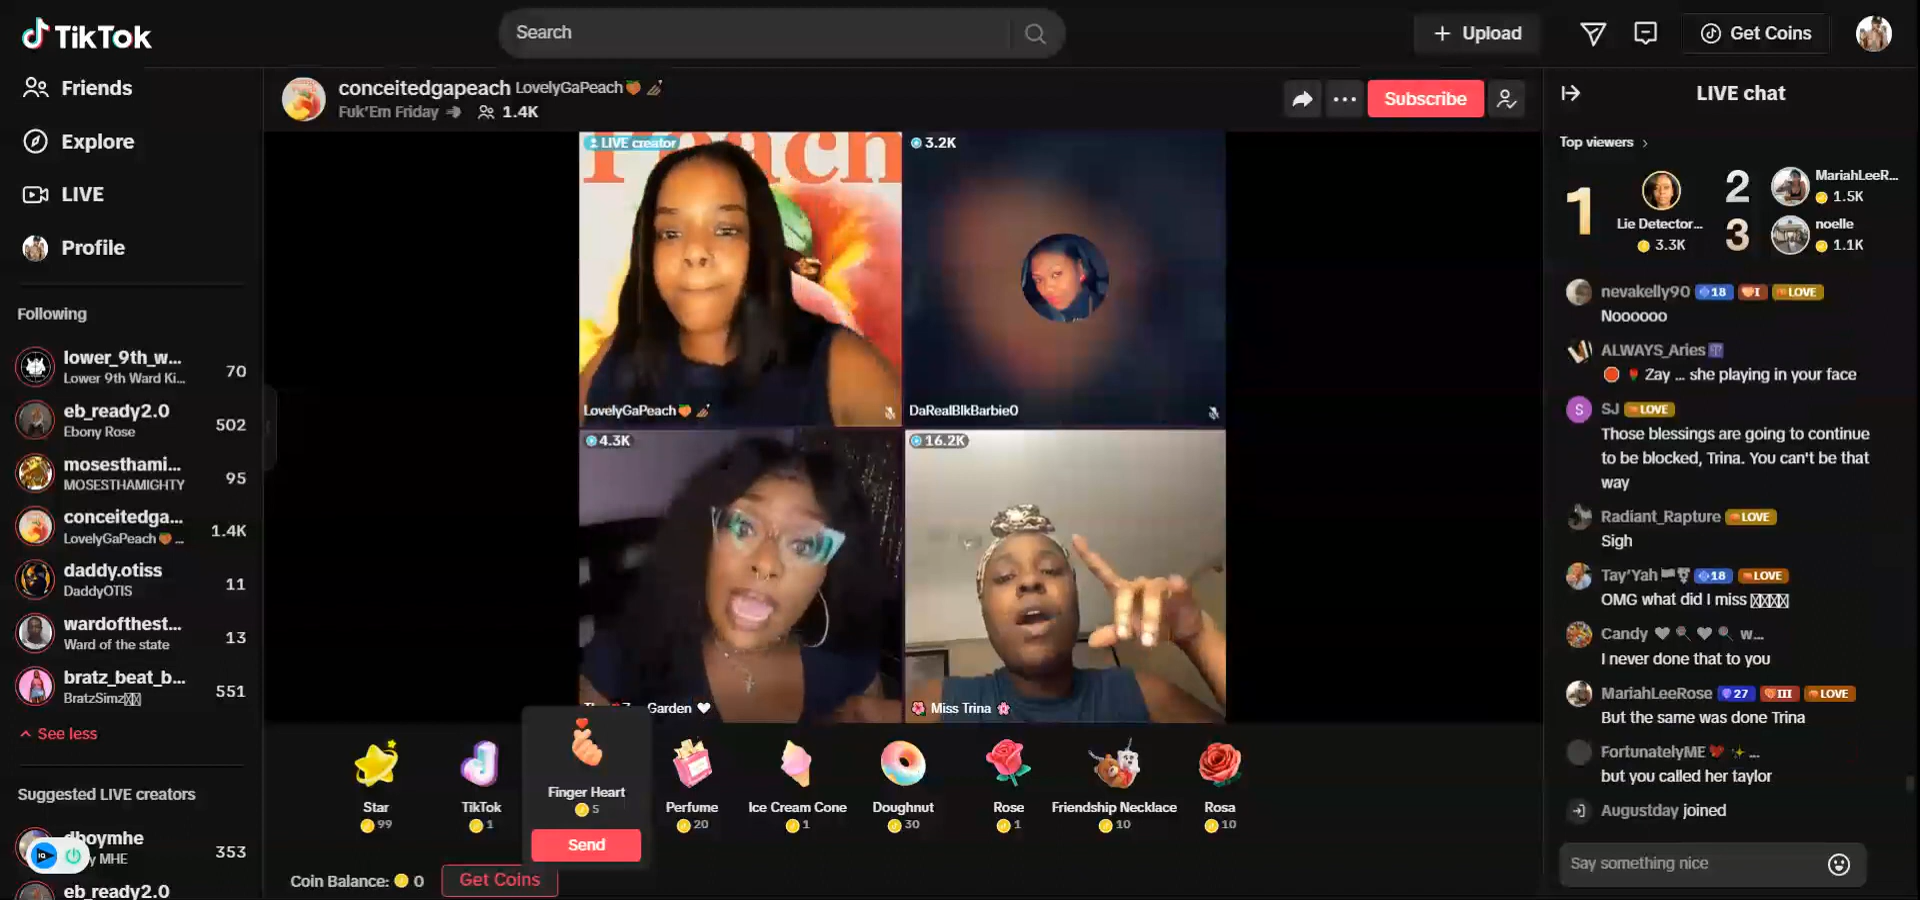 TikTok
Search
Upload
Get Coins
Friends
Explore
LIVE
Profile
Following
lower_9th_w...
Lower 9th Ward Ki...
70
eb_ready2.0
Ebony Rose
502
mosesthami...
MOSESTHAMIGHTY
95
conceitedga...
LovelyGaPeach ...
1.4K
daddy.otiss
DaddyOTIS
11
wardofthest...
Ward of the state
13
bratz_beat_b...
BratzSimz
551
See less
Suggested LIVE creators
dboymhe
MHE
353
eb_ready2.0
conceitedgapeach LovelyGaPeach
Fuk'Em Friday 1.4K
Subscribe
Peach
LIVE creator
LovelyGaPeach
3.2K
DaRealBlkBarbie0
4.3K
Garden
16.2K
Miss Trina
Star
99
TikTok
1
Finger Heart
5
Send
Perfume
20
Ice Cream Cone
1
Doughnut
30
Rose
1
Friendship Necklace
10
Rosa
10
Coin Balance: 0
Get Coins
LIVE chat
Top viewers
1
Lie Detector...
3.3K
2
MariahLeeR...
1.5K
3
noelle
1.1K
nevakelly90 18 I LOVE
Noooooo
ALWAYS_Aries
Zay ... she playing in your face
S
SJ LOVE
Those blessings are going to continue
to be blocked, Trina. You can't be that
way
Radiant_Rapture LOVE
Sigh
Tay'Yah 18 LOVE
OMG what did I miss
Candy w...
I never done that to you
MariahLeeRose 27 III LOVE
But the same was done Trina
FortunatelyME ...
but you called her taylor
Augustday joined
Say something nice